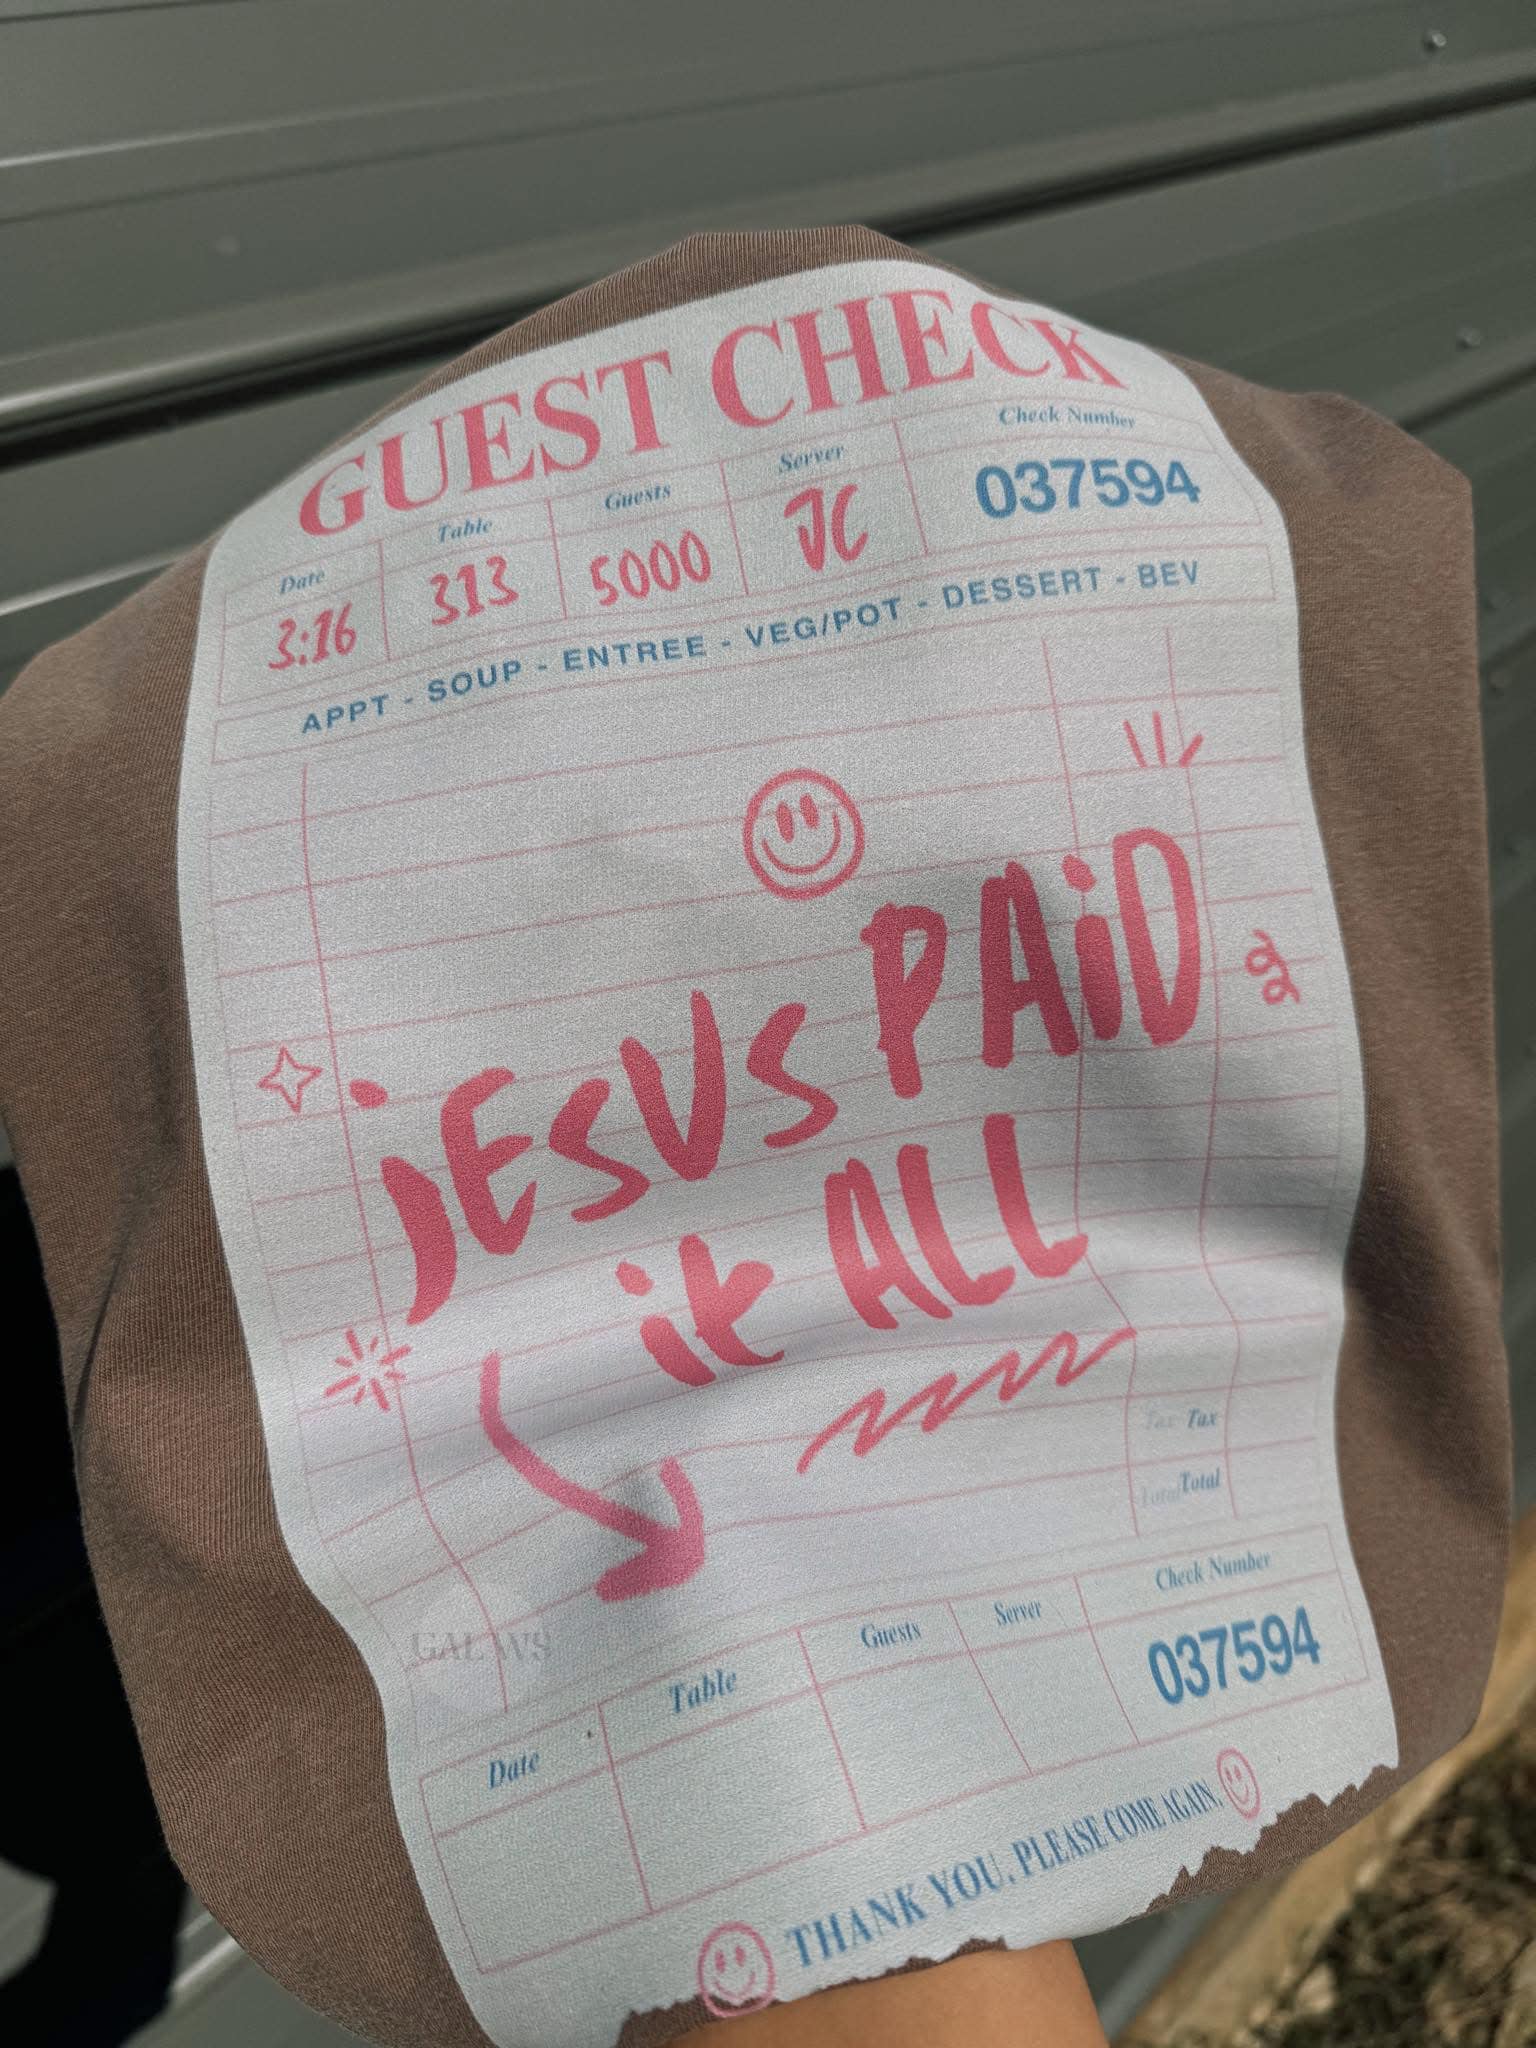 GUEST CHECK
Date Table Guests Server Check Number
3:16 313 5000 JC 037594
APPT - SOUP - ENTREE - VEG/POT - DESSERT - BEV
jESUS PAiD
it ALL
Tax Tax
Total Total
Date Table Guests Server Check Number
037594
THANK YOU. PLEASE COME AGAIN.